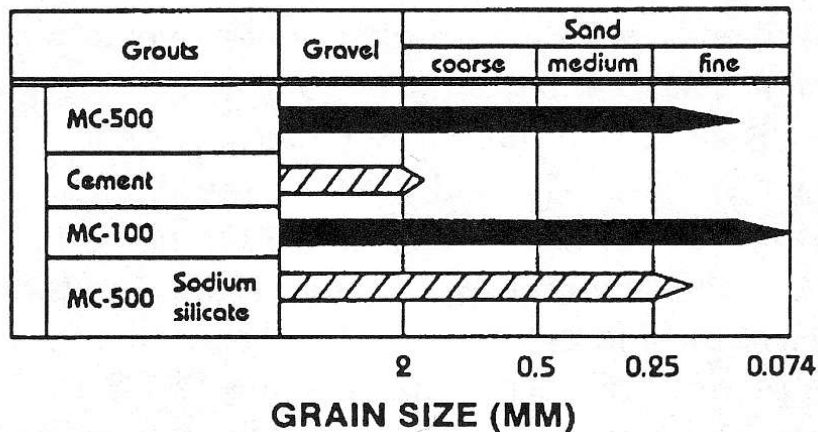 Grouts Gravel Sand
coarse medium fine
MC-500
Cement
MC-100
MC-500 Sodium silicate
2 0.5 0.25 0.074
GRAIN SIZE (MM)